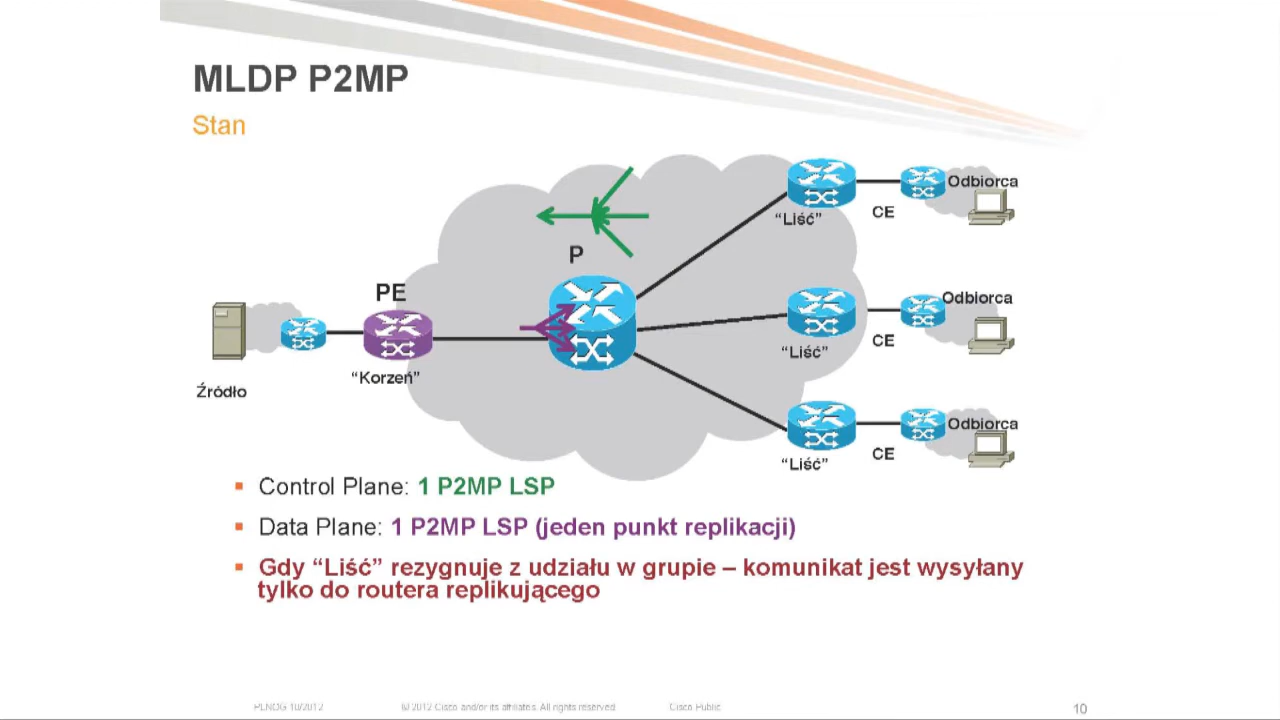 MLDP P2MP
Stan
Odbiorca
"Liść"
CE
P
PE
Odbiorca
"Liść"
CE
"Korzeń"
Źródło
Odbiorca
"Liść"
CE
Control Plane: 1 P2MP LSP
Data Plane: 1 P2MP LSP (jeden punkt replikacji)
Gdy “Liść” rezygnuje z udziału w grupie – komunikat jest wysyłany
tylko do routera replikującego
PLNOG 10/2012 © 2012 Cisco and/or its affiliates. All rights reserved. Cisco Public 10